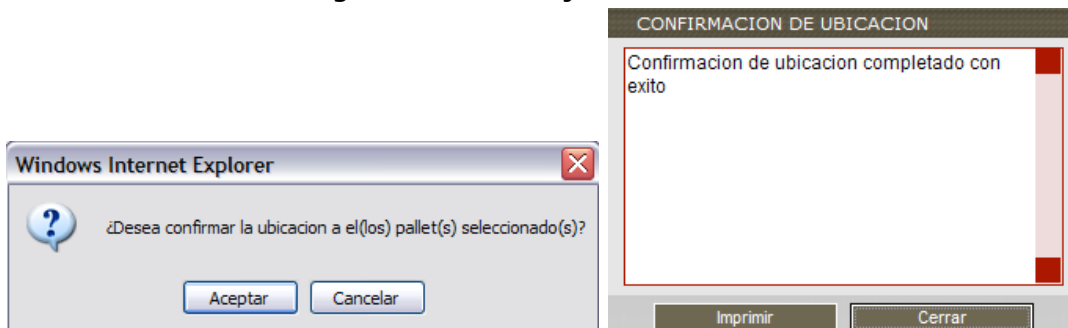 CONFIRMACION DE UBICACION
Confirmacion de ubicacion completado con
exito
Imprimir
Cerrar
Windows Internet Explorer
¿Desea confirmar la ubicacion a el(los) pallet(s) seleccionado(s)?
Aceptar
Cancelar